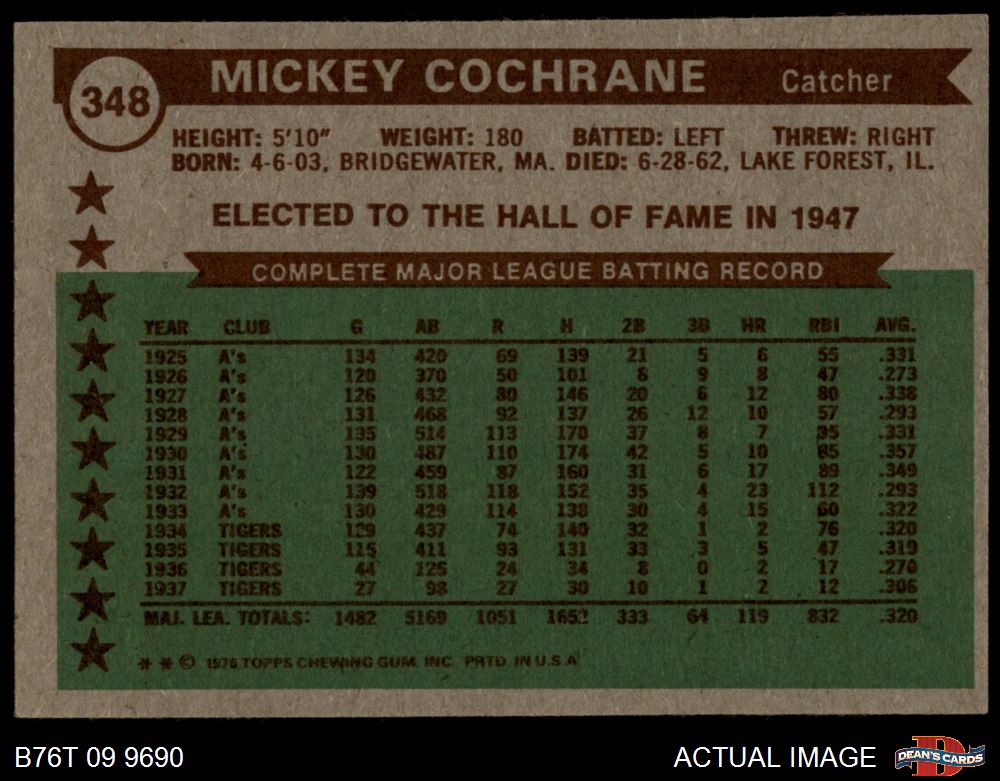 348
MICKEY COCHRANE Catcher
HEIGHT: 5'10" WEIGHT: 180 BATTED: LEFT THREW: RIGHT
BORN: 4-6-03, BRIDGEWATER, MA. DIED: 6-28-62, LAKE FOREST, IL.
ELECTED TO THE HALL OF FAME IN 1947
COMPLETE MAJOR LEAGUE BATTING RECORD
YEAR CLUB G AB R H 2B 3B HR RBI AVG.
1925 A's 134 420 69 139 21 5 6 55 .331
1926 A's 120 370 50 101 8 9 8 47 .273
1927 A's 126 432 80 146 20 6 12 80 .338
1928 A's 131 468 92 137 26 12 10 57 .293
1929 A's 135 514 113 170 37 8 7 95 .331
1930 A's 130 487 110 174 42 5 10 85 .357
1931 A's 122 459 87 160 31 6 17 89 .349
1932 A's 139 518 118 152 35 4 23 112 .293
1933 A's 130 429 114 138 30 4 15 60 .322
1934 TIGERS 129 437 74 140 32 1 2 76 .320
1935 TIGERS 115 411 93 131 33 3 5 47 .319
1936 TIGERS 44 126 24 34 8 0 2 17 .270
1937 TIGERS 27 98 27 30 10 1 2 12 .306
MAJ. LEA. TOTALS: 1482 5169 1051 1652 333 64 119 832 .320
* * © 1976 TOPPS CHEWING GUM, INC. PRTD. IN U.S.A.
B76T 09 9690 ACTUAL IMAGE D DEAN'S CARDS